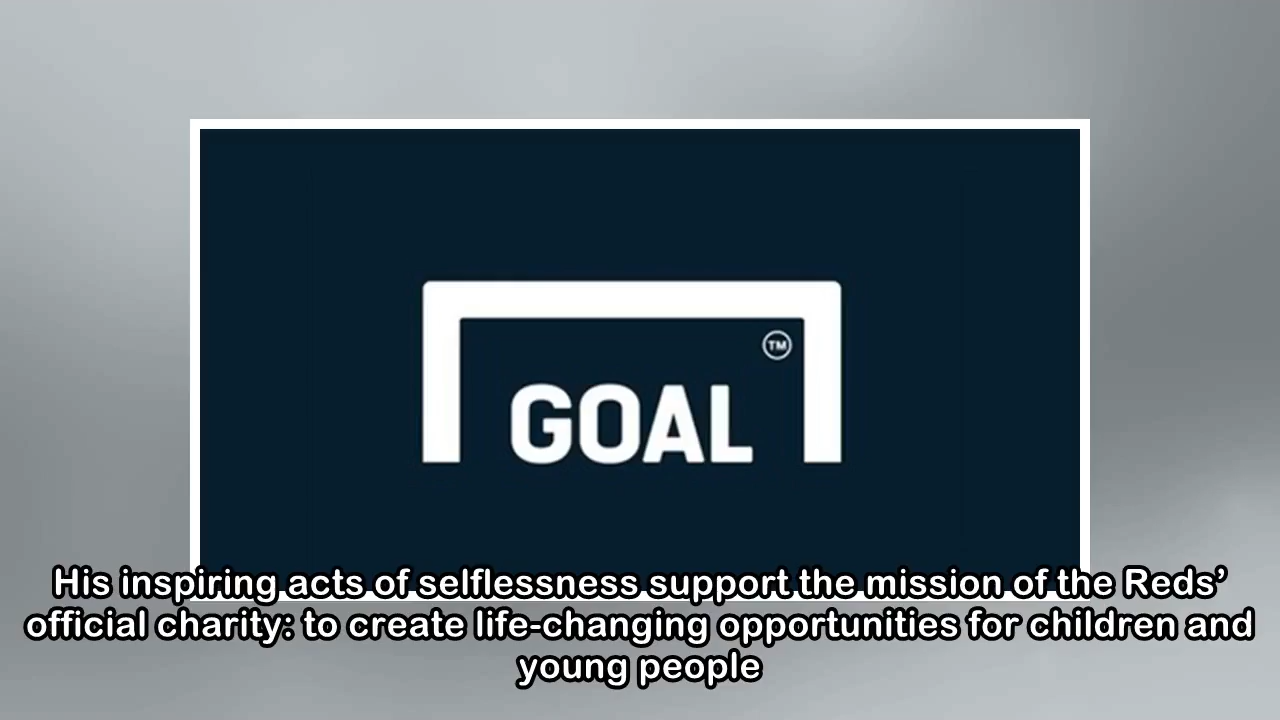 TM
GOAL
His inspiring acts of selflessness support the mission of the Reds’
official charity: to create life-changing opportunities for children and
young people